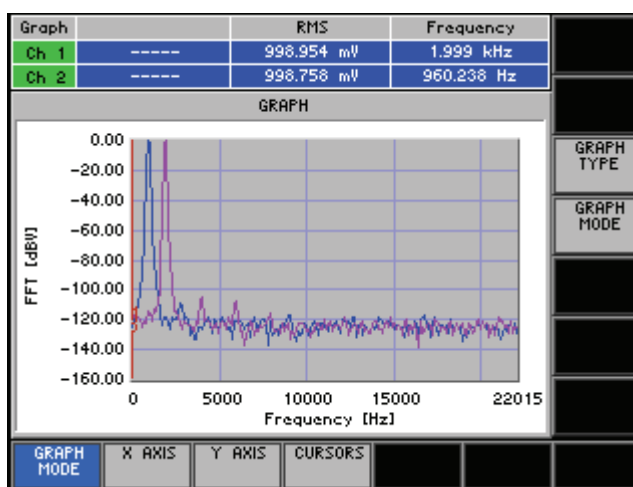 Graph RMS Frequency
Ch 1 ----- 998.954 mV 1.999 kHz
Ch 2 ----- 998.758 mV 960.238 Hz
GRAPH
GRAPH TYPE
GRAPH MODE
FFT [dBV]
0.00
-20.00
-40.00
-60.00
-80.00
-100.00
-120.00
-140.00
-160.00
0 5000 10000 15000 22015
Frequency [Hz]
GRAPH MODE X AXIS Y AXIS CURSORS